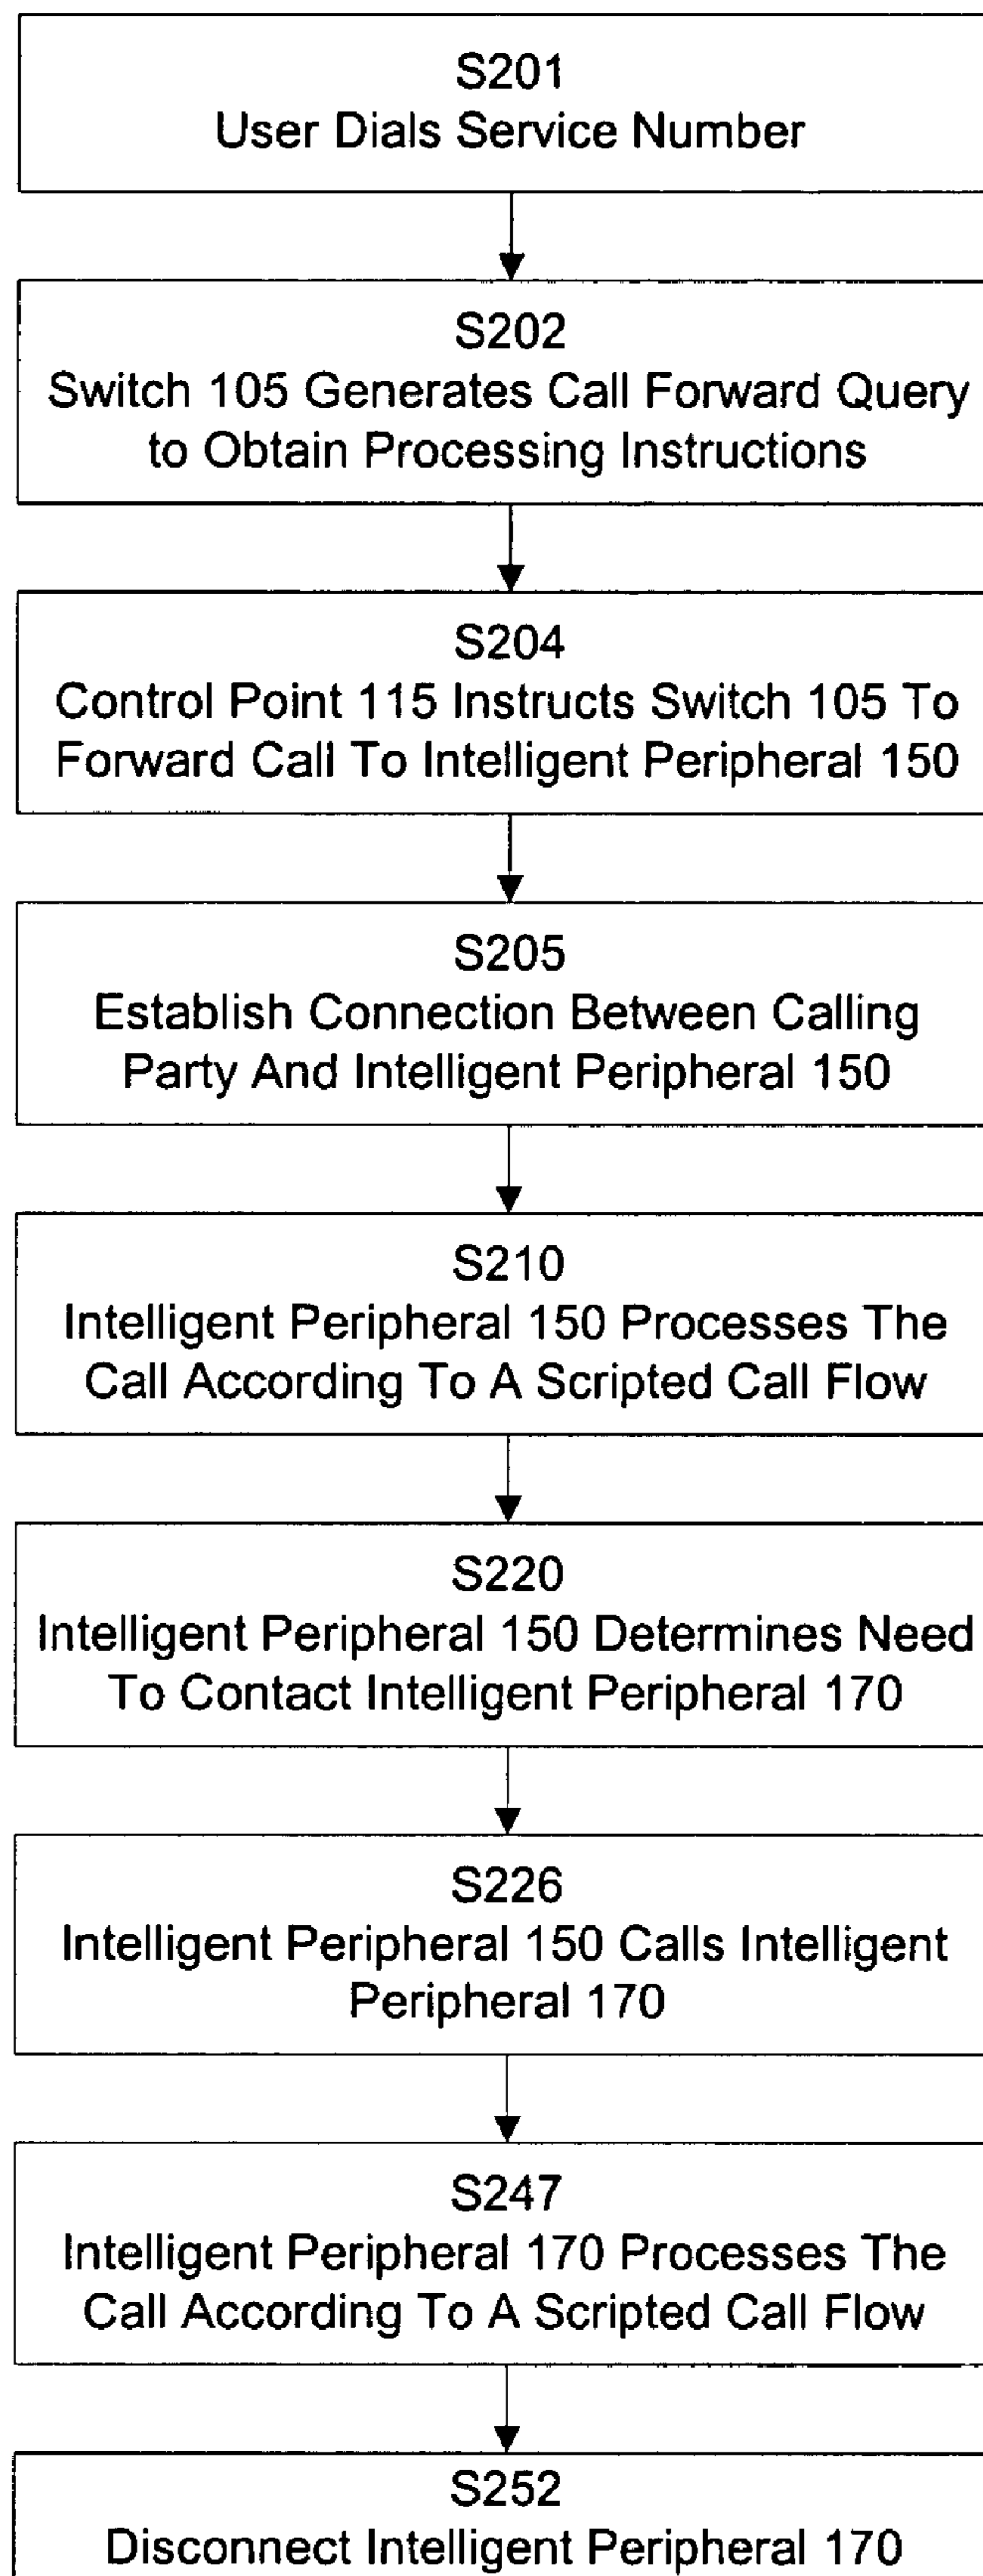 S201
User Dials Service Number
S202
Switch 105 Generates Call Forward Query
to Obtain Processing Instructions
S204
Control Point 115 Instructs Switch 105 To
Forward Call To Intelligent Peripheral 150
S205
Establish Connection Between Calling
Party And Intelligent Peripheral 150
S210
Intelligent Peripheral 150 Processes The
Call According To A Scripted Call Flow
S220
Intelligent Peripheral 150 Determines Need
To Contact Intelligent Peripheral 170
S226
Intelligent Peripheral 150 Calls Intelligent
Peripheral 170
S247
Intelligent Peripheral 170 Processes The
Call According To A Scripted Call Flow
S252
Disconnect Intelligent Peripheral 170